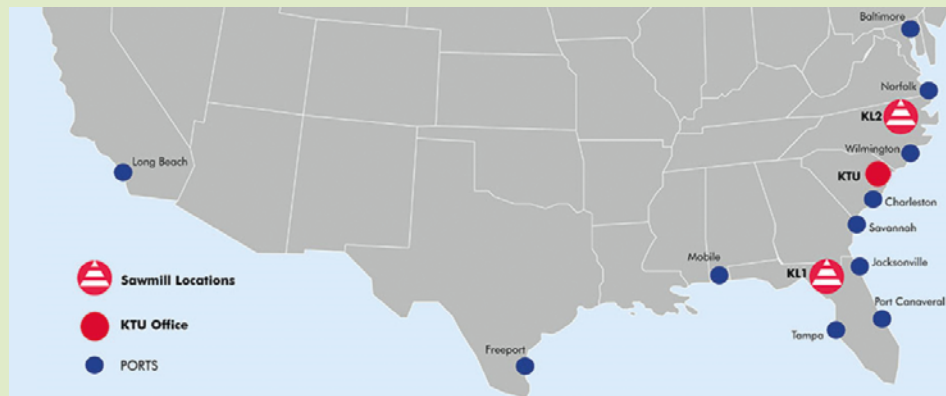 Baltimore
Norfolk
KL2
Wilmington
Long Beach
KTU
Charleston
Savannah
Mobile
KL1
Jacksonville
Sawmill Locations
Port Canaveral
KTU Office
Tampa
Freeport
PORTS